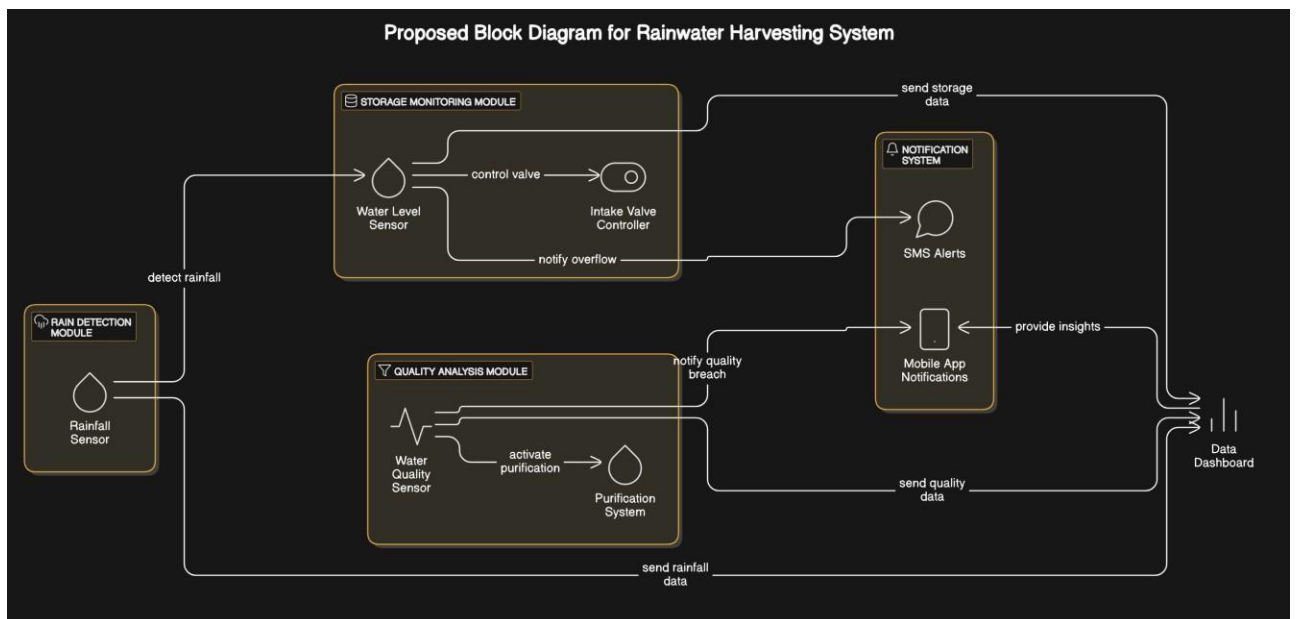 Proposed Block Diagram for Rainwater Harvesting System
STORAGE MONITORING MODULE
send storage
data
NOTIFICATION
SYSTEM
control valve
Water Level
Sensor
Intake Valve
Controller
SMS Alerts
notify overflow
detect rainfall
RAIN DETECTION
MODULE
provide insights
notify quality
breach
Mobile App
Notifications
QUALITY ANALYSIS MODULE
Rainfall
Sensor
activate
purification
Water
Quality
Sensor
Purification
System
Data
Dashboard
send quality
data
send rainfall
data